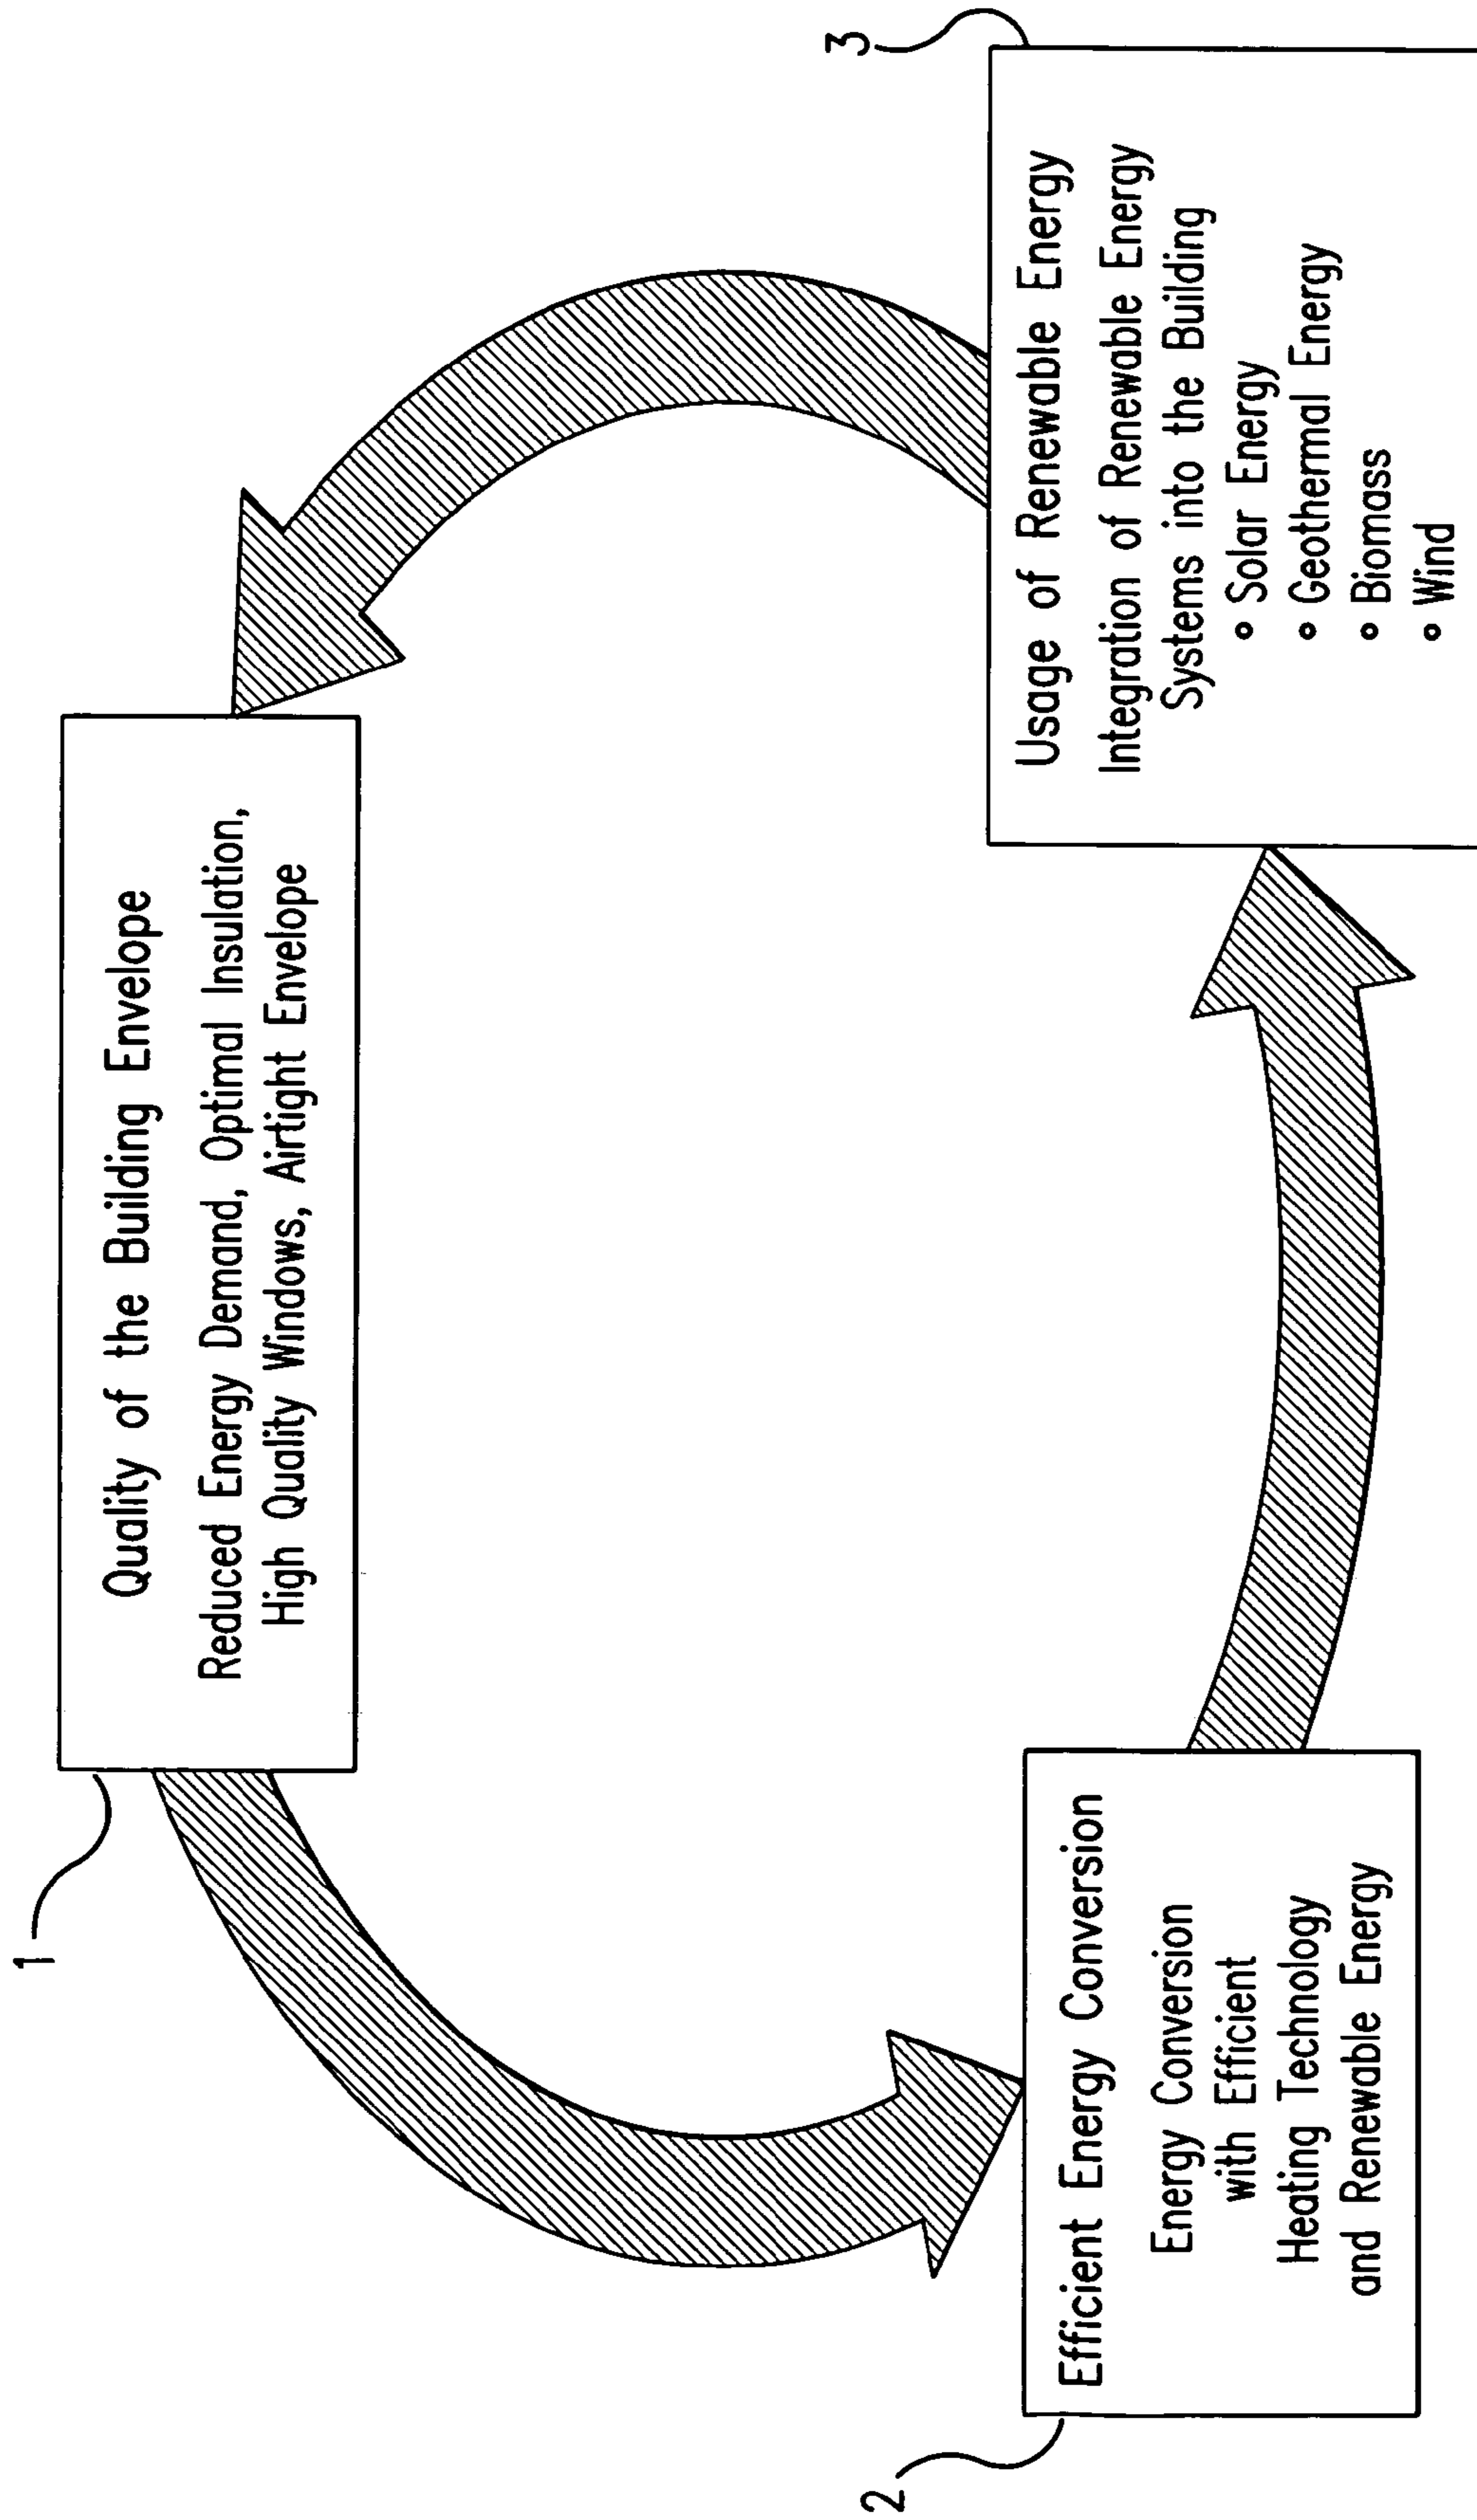 1
Quality of the Building Envelope
Reduced Energy Demand, Optimal Insulation,
High Quality Windows, Airtight Envelope
2
Efficient Energy Conversion
Energy Conversion
with Efficient
Heating Technology
and Renewable Energy
3
Usage of Renewable Energy
Integration of Renewable Energy
Systems into the Building
• Solar Energy
• Geothermal Energy
• Biomass
• Wind